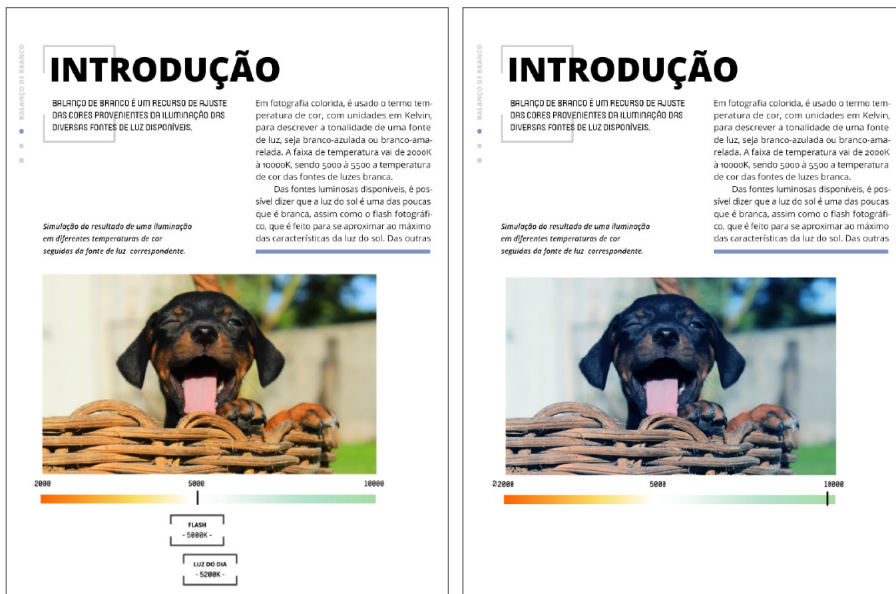 BALANÇO DE BRANCO
INTRODUÇÃO
BALANÇO DE BRANCO É UM RECURSO DE AJUSTE
DAS CORES PROVENIENTES DA ILUMINAÇÃO DAS
DIVERSAS FONTES DE LUZ DISPONÍVEIS.
Em fotografia colorida, é usado o termo tem-
peratura de cor, com unidades em Kelvin,
para descrever a tonalidade de uma fonte
de luz, seja branco-azulada ou branco-ama-
relada. A faixa de temperatura vai de 2000K
à 10000K, sendo 5000 à 5500 a temperatura
de cor das fontes de luzes branca.
Das fontes luminosas disponíveis, é pos-
sível dizer que a luz do sol é uma das poucas
que é branca, assim como o flash fotográfi-
co, que é feito para se aproximar ao máximo
das características da luz do sol. Das outras
Simulação do resultado de uma iluminação
em diferentes temperaturas de cor
seguidas da fonte de luz correspondente.
2000 5000 10000
FLASH
- 5000K -
LUZ DO DIA
- 5200K -
BALANÇO DE BRANCO
INTRODUÇÃO
BALANÇO DE BRANCO É UM RECURSO DE AJUSTE
DAS CORES PROVENIENTES DA ILUMINAÇÃO DAS
DIVERSAS FONTES DE LUZ DISPONÍVEIS.
Em fotografia colorida, é usado o termo tem-
peratura de cor, com unidades em Kelvin,
para descrever a tonalidade de uma fonte
de luz, seja branco-azulada ou branco-ama-
relada. A faixa de temperatura vai de 2000K
à 10000K, sendo 5000 à 5500 a temperatura
de cor das fontes de luzes branca.
Das fontes luminosas disponíveis, é pos-
sível dizer que a luz do sol é uma das poucas
que é branca, assim como o flash fotográfi-
co, que é feito para se aproximar ao máximo
das características da luz do sol. Das outras
Simulação do resultado de uma iluminação
em diferentes temperaturas de cor
seguidas da fonte de luz correspondente.
22000 5000 10000